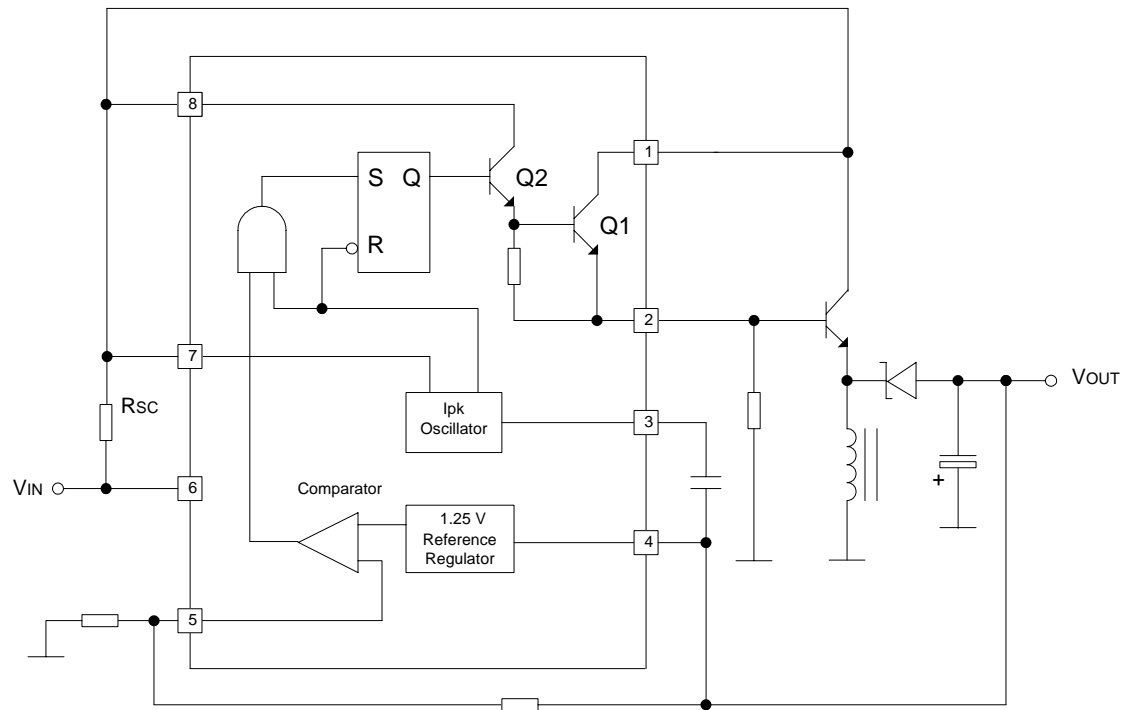 8
1
S Q
Q2
Q1
R
2
7
VOUT
RSC
Ipk
Oscillator
3
VIN
6
Comparator
+
1.25 V
Reference
Regulator
4
5